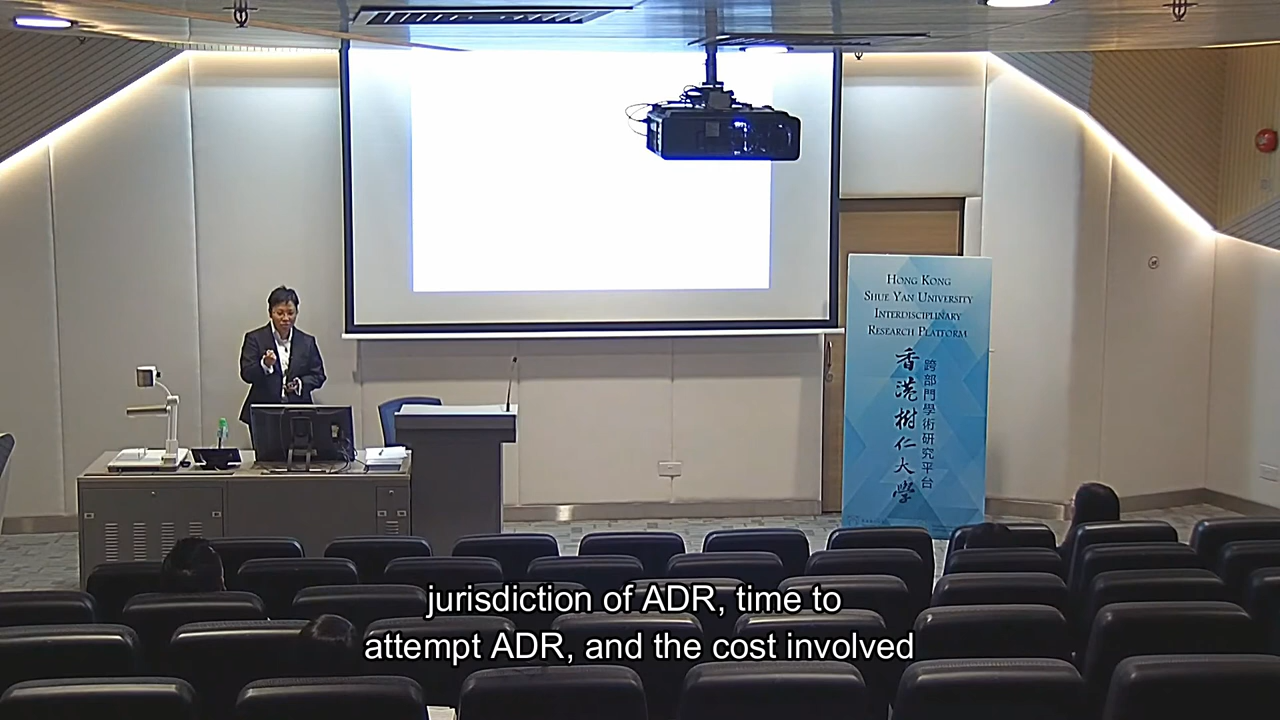 HONG KONG
SHUE YAN UNIVERSITY
INTERDISCIPLINARY
RESEARCH PLATFORM
香港樹仁大學
跨部門學術研究平台
jurisdiction of ADR, time to
attempt ADR, and the cost involved